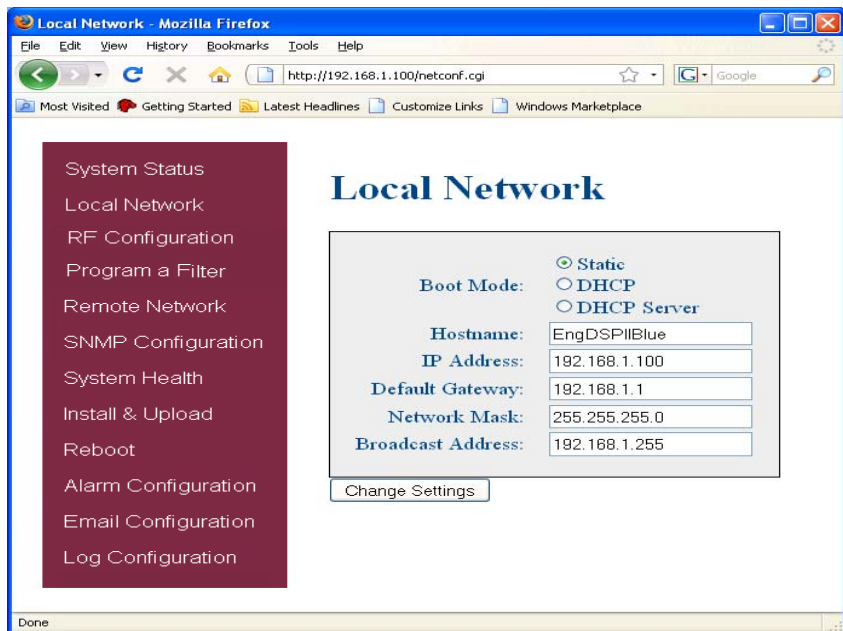 Local Network - Mozilla Firefox
File Edit View History Bookmarks Tools Help
http://192.168.1.100/netconf.cgi
G Google
Most Visited Getting Started Latest Headlines Customize Links Windows Marketplace
System Status
Local Network
RF Configuration
Program a Filter
Remote Network
SNMP Configuration
System Health
Install & Upload
Reboot
Alarm Configuration
Email Configuration
Log Configuration
Local Network
Boot Mode:
Static
DHCP
DHCP Server
Hostname: EngDSPIIBlue
IP Address: 192.168.1.100
Default Gateway: 192.168.1.1
Network Mask: 255.255.255.0
Broadcast Address: 192.168.1.255
Change Settings
Done